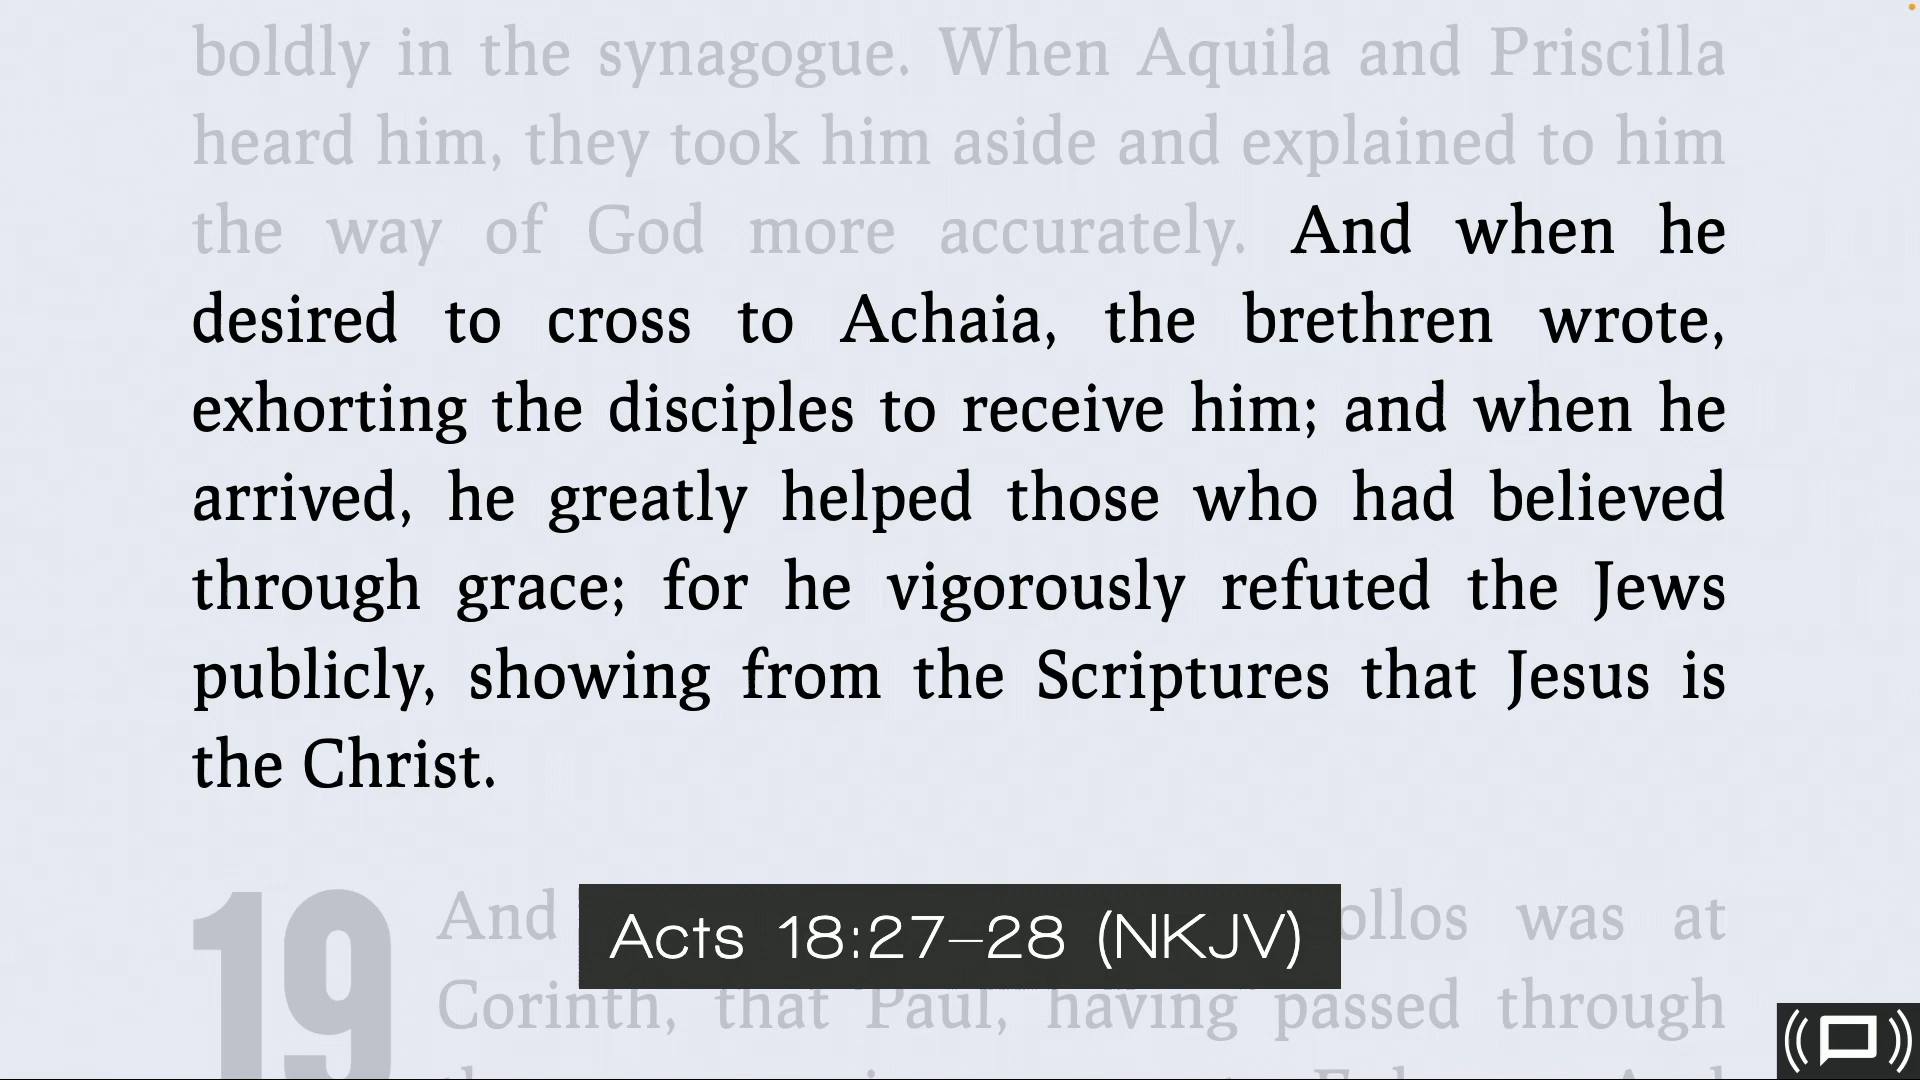 boldly in the synagogue. When Aquila and Priscilla
heard him, they took him aside and explained to him
the way of God more accurately. And when he
desired to cross to Achaia, the brethren wrote,
exhorting the disciples to receive him; and when he
arrived, he greatly helped those who had believed
through grace; for he vigorously refuted the Jews
publicly, showing from the Scriptures that Jesus is
the Christ.
19 And ollos was at
Acts 18:27–28 (NKJV)
Corinth, that Paul, having passed through